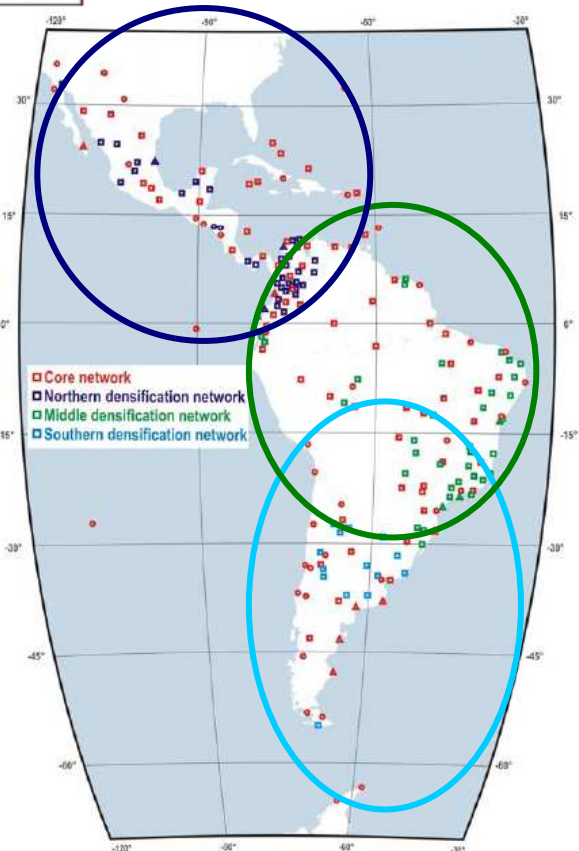 -120° -90° -60° -30°
30° 30°
15° 15°
0° 0°
Core network
Northern densification network
Middle densification network
Southern densification network
15° -15°
-30° -30°
-45° -45°
-60° -60°
-120° -90° -60° -30°